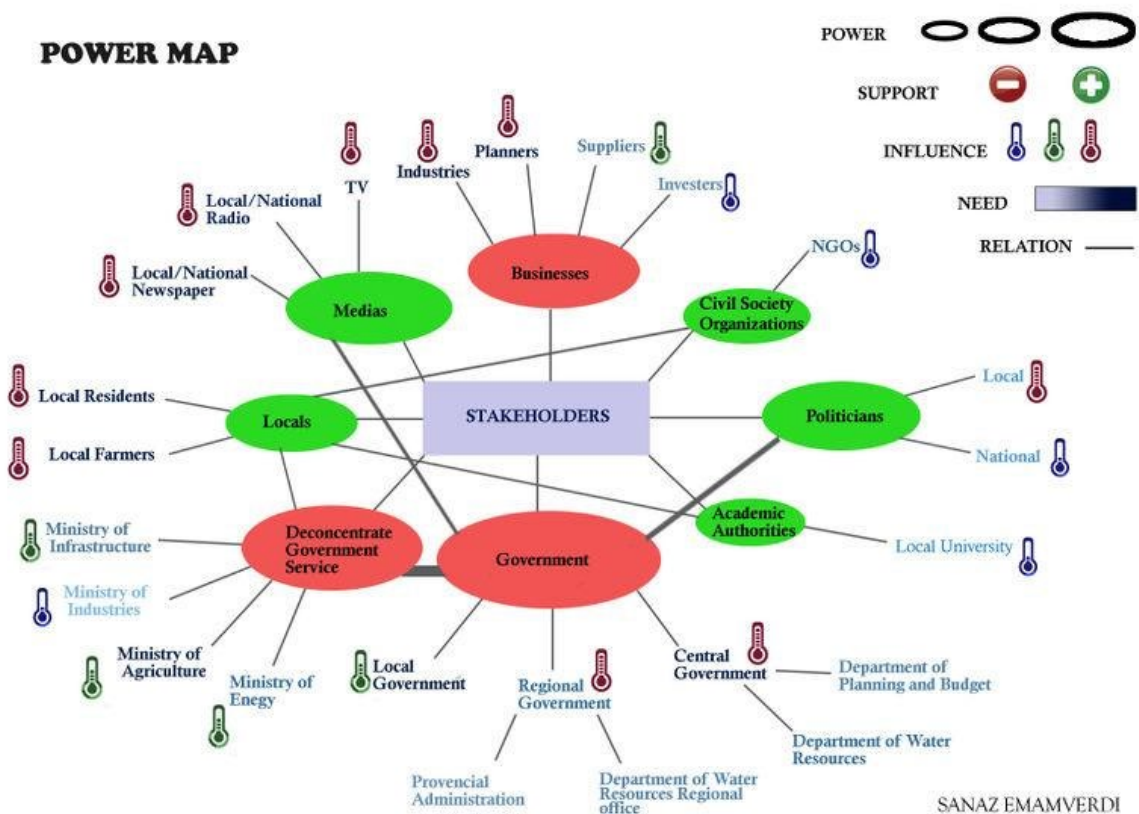 POWER MAP
POWER
SUPPORT
INFLUENCE
NEED
RELATION
TV
Industries
Planners
Suppliers
Investers
Local/National
Radio
Local/National
Newspaper
Businesses
NGOs
Medias
Civil Society
Organizations
Local Residents
Locals
STAKEHOLDERS
Politicians
Local
Local Farmers
National
Ministry of
Infrastructure
Deconcentrate
Government
Service
Government
Academic
Authorities
Local University
Ministry of
Industries
Ministry of
Agriculture
Ministry of
Enegy
Local
Government
Regional
Government
Central
Government
Department of
Planning and Budget
Department of Water
Resources
Provencial
Administration
Department of Water
Resources Regional
office
SANAZ EMAMVERDI